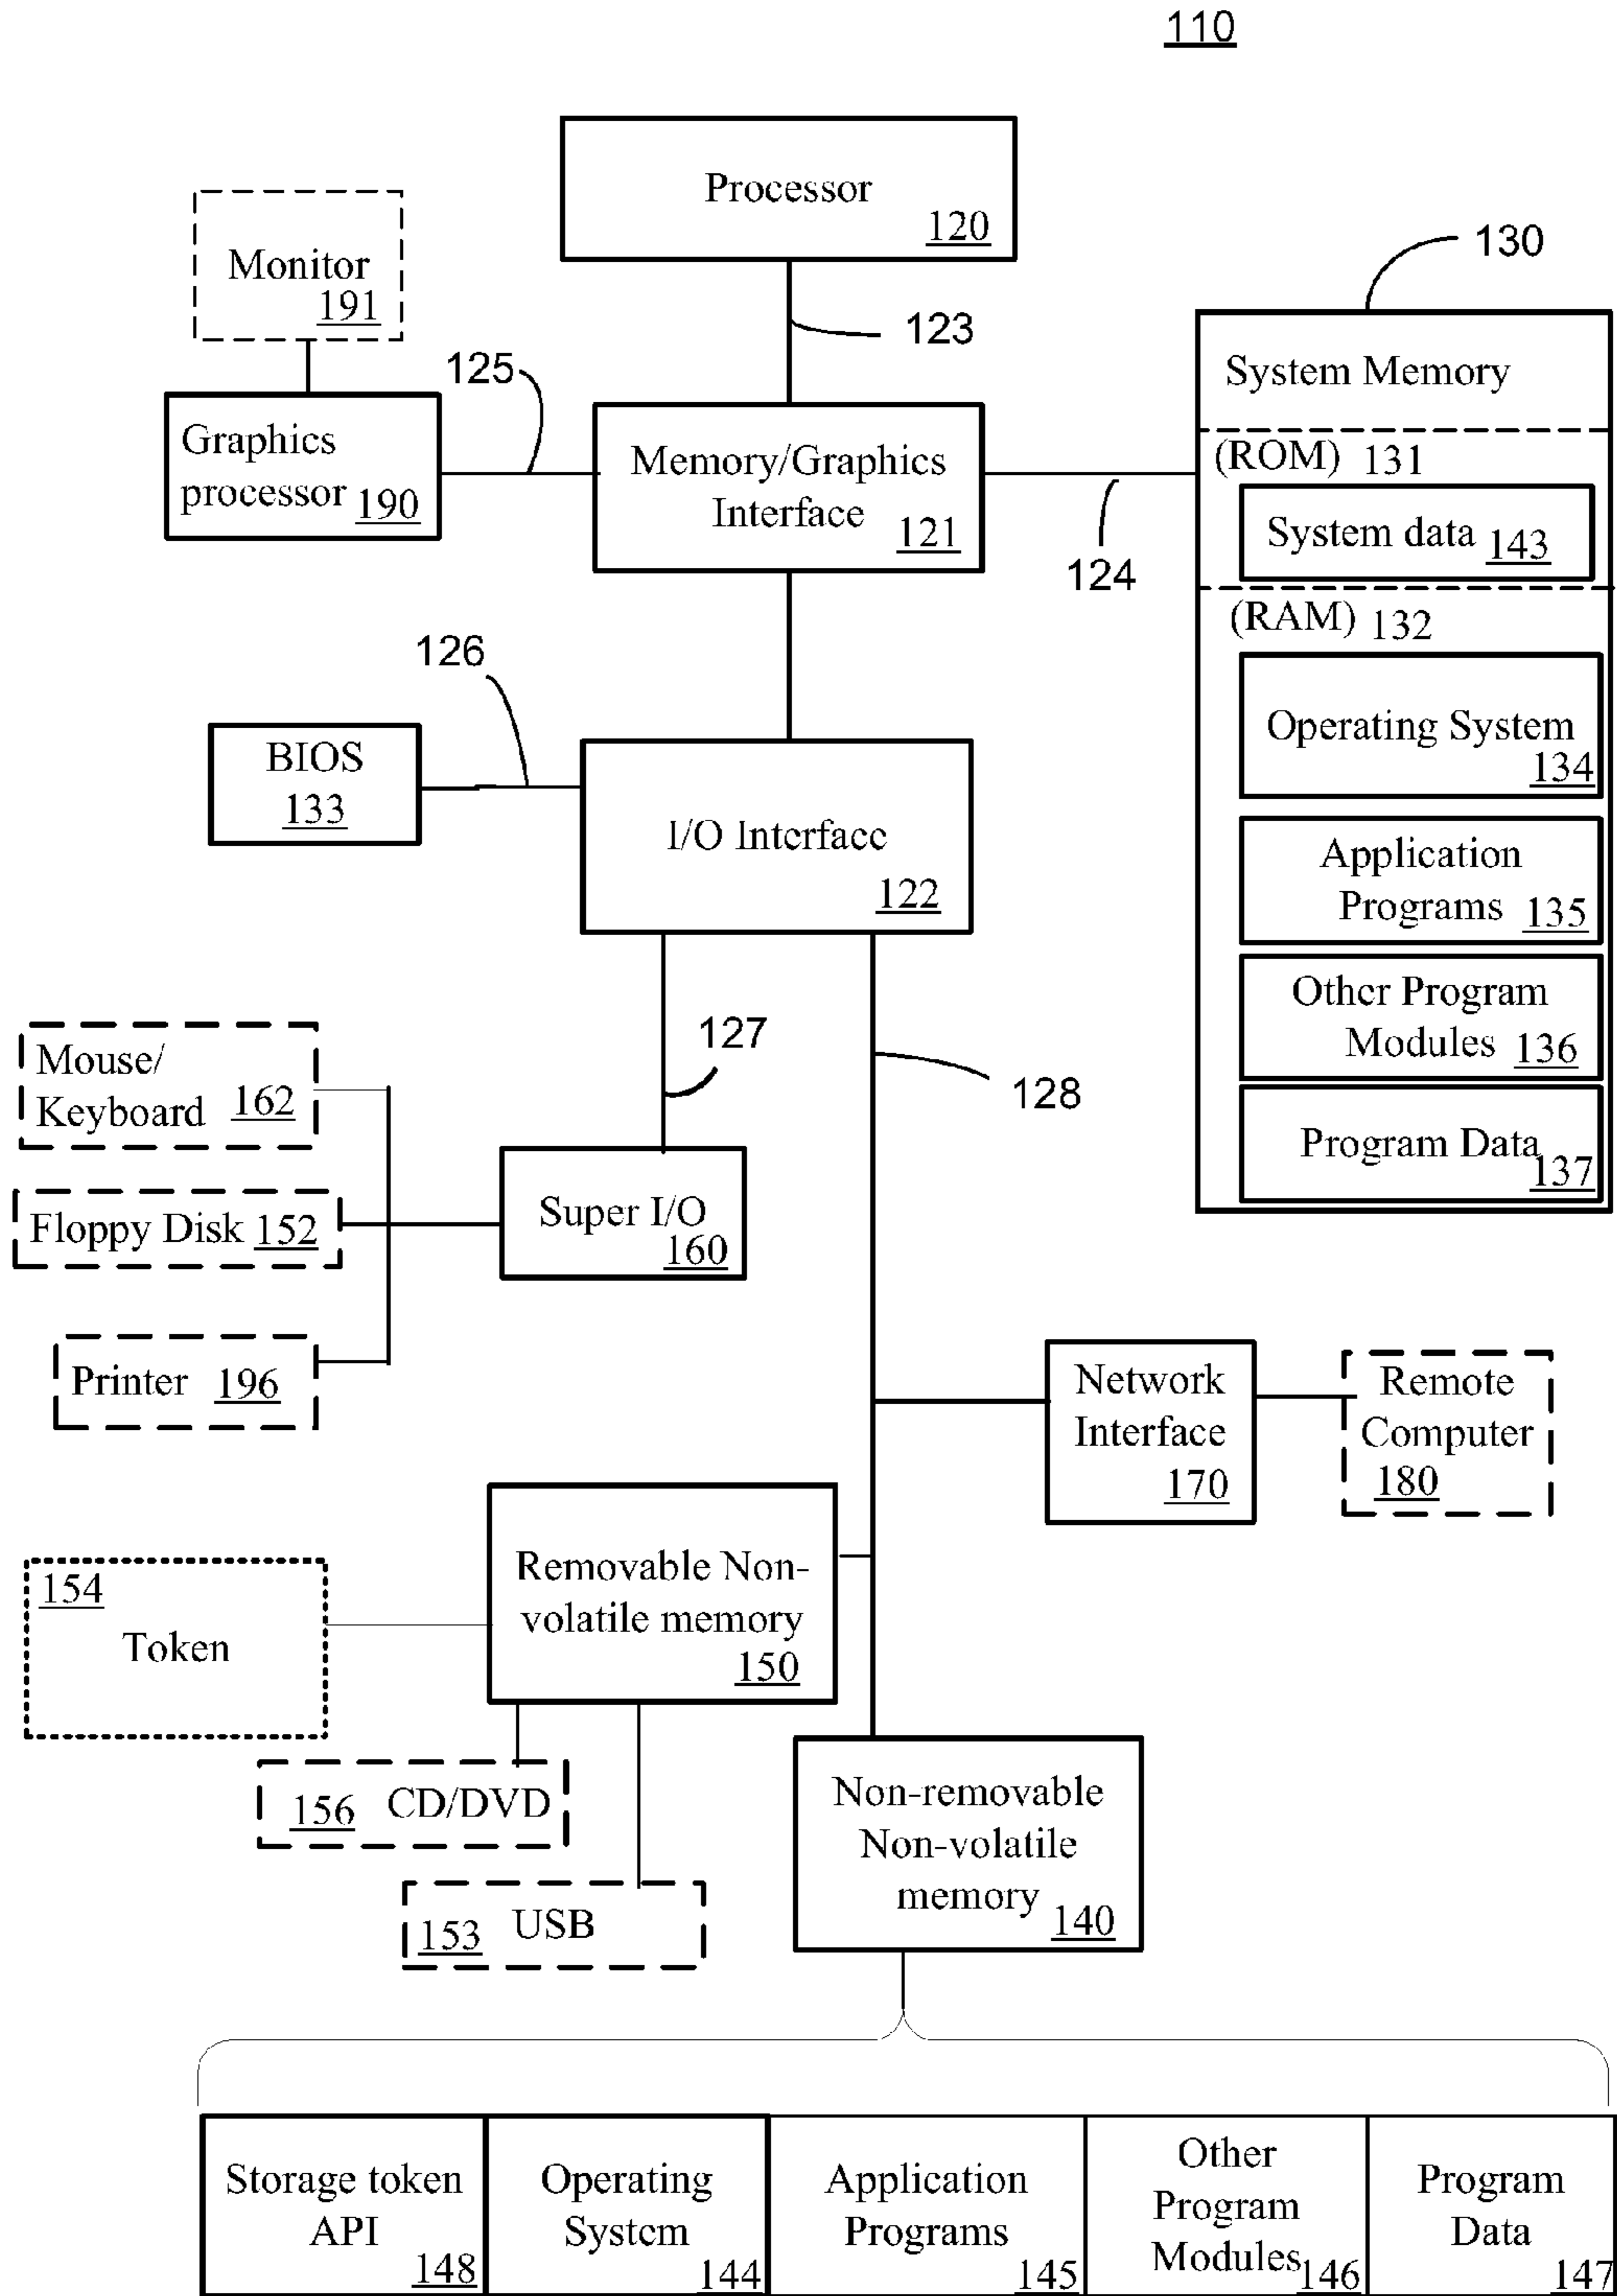 110
Processor
120
Monitor
191
130
123
125
System Memory
Graphics
processor 190
Memory/Graphics
Interface
121
(ROM) 131
System data 143
124
(RAM) 132
126
Operating System
134
BIOS
133
I/O Interface
122
Application
Programs 135
Other Program
Modules 136
127
128
Mouse/
Keyboard 162
Program Data
137
Super I/O
160
Floppy Disk 152
Printer 196
Network
Interface
170
Remote
Computer
180
Removable Non-
volatile memory
150
154
Token
156 CD/DVD
Non-removable
Non-volatile
memory
140
153 USB
Storage token
API
148
Operating
System
144
Application
Programs
145
Other
Program
Modules 146
Program
Data
147